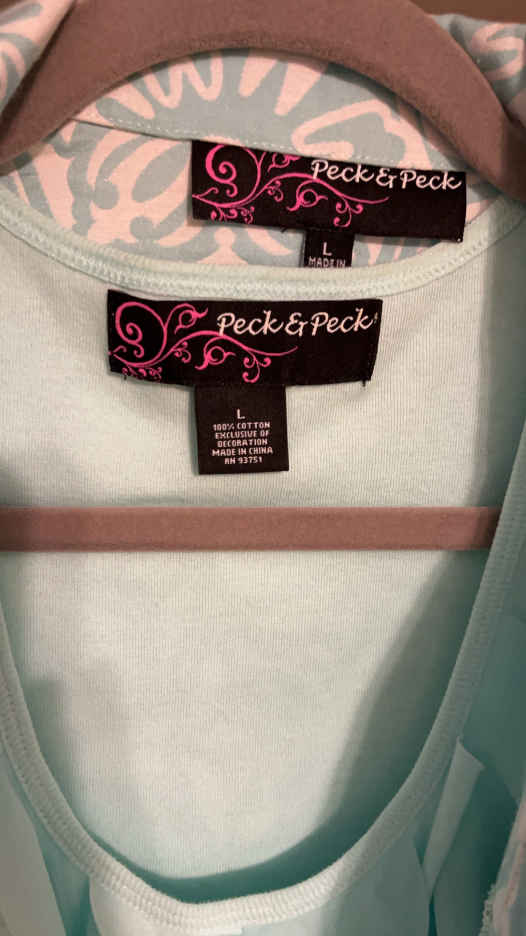 Peck & Peck
L
MADE IN
Peck & Peck
L
100% COTTON
EXCLUSIVE OF
DECORATION
MADE IN CHINA
RN 93751